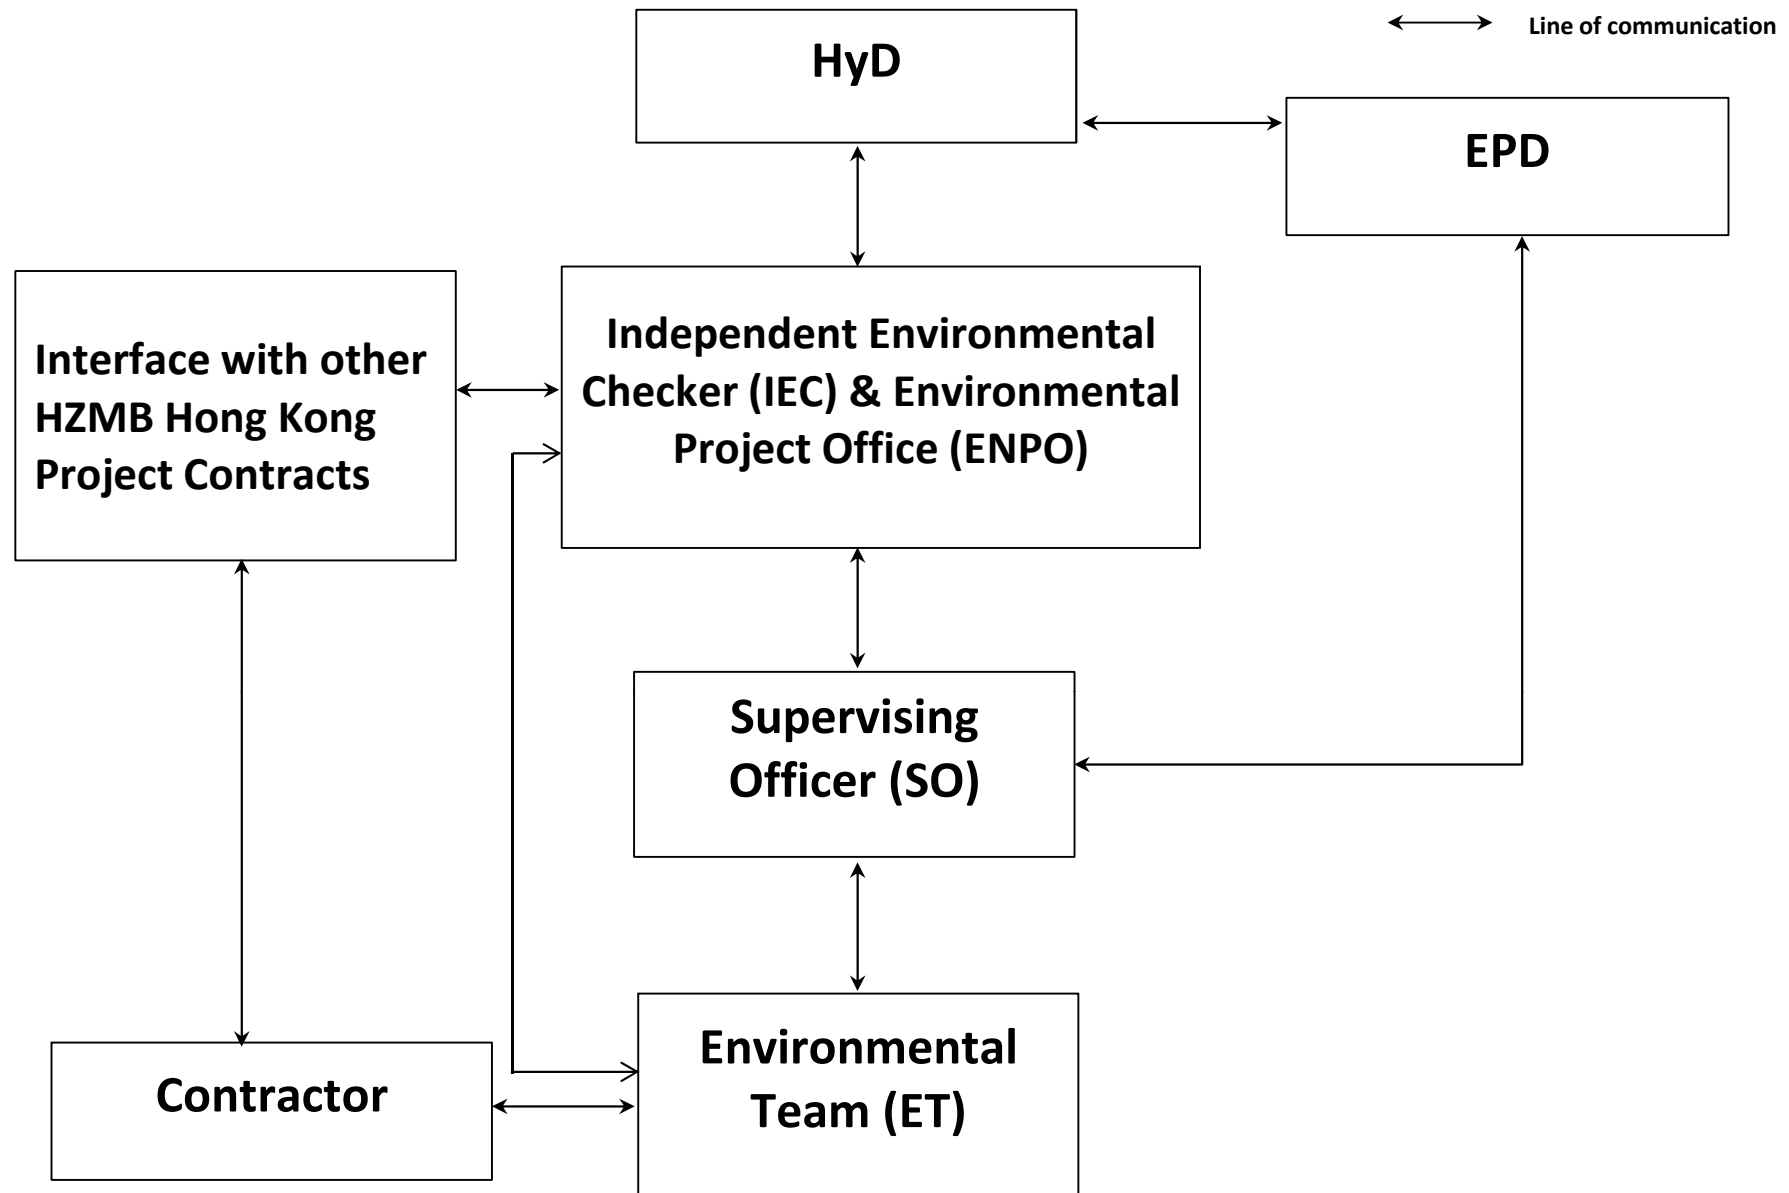 Line of communication
HyD
EPD
Independent Environmental
Checker (IEC) & Environmental
Project Office (ENPO)
Interface with other
HZMB Hong Kong
Project Contracts
Supervising
Officer (SO)
Environmental
Team (ET)
Contractor